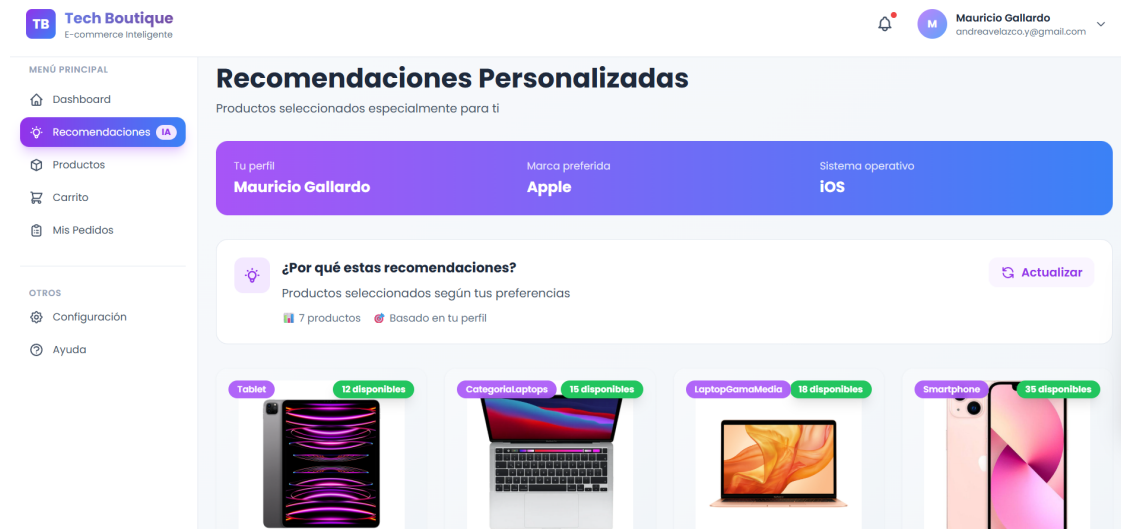 TB
Tech Boutique
E-commerce Inteligente
M
Mauricio Gallardo
andreavelazco.y@gmail.com
MENÚ PRINCIPAL
Dashboard
Recomendaciones IA
Productos
Carrito
Mis Pedidos
OTROS
Configuración
Ayuda
Recomendaciones Personalizadas
Productos seleccionados especialmente para ti
Tu perfil
Mauricio Gallardo
Marca preferida
Apple
Sistema operativo
iOS
¿Por qué estas recomendaciones?
Productos seleccionados según tus preferencias
7 productos
Basado en tu perfil
Actualizar
Tablet
12 disponibles
CategoriaLaptops
15 disponibles
LaptopGamaMedia
18 disponibles
Smartphone
35 disponibles